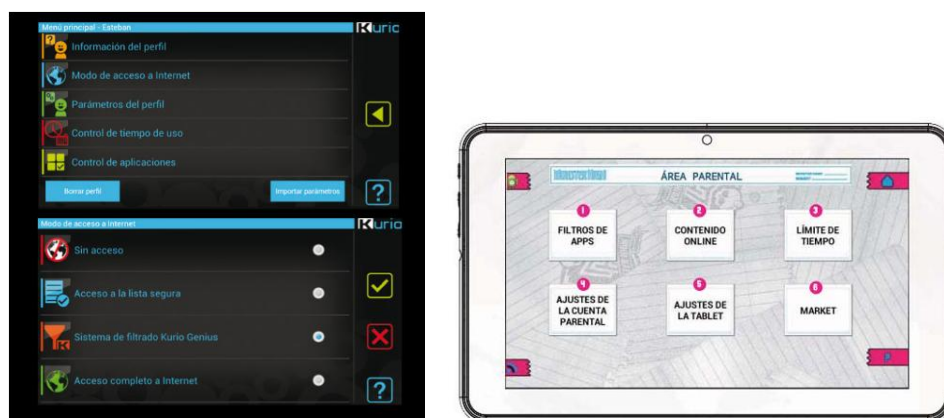 Menú principal - Esteban
Kurio
Información del perfil
Modo de acceso a Internet
Parámetros del perfil
Control de tiempo de uso
Control de aplicaciones
Borrar perfil
Importar parámetros
?
Modo de acceso a Internet
Kurio
Sin acceso
Acceso a la lista segura
Sistema de filtrado Kurio Genius
Acceso completo a Internet
?
ÁREA PARENTAL
1
FILTROS DE
APPS
2
CONTENIDO
ONLINE
3
LÍMITE DE
TIEMPO
4
AJUSTES DE
LA CUENTA
PARENTAL
5
AJUSTES DE
LA TABLET
6
MARKET